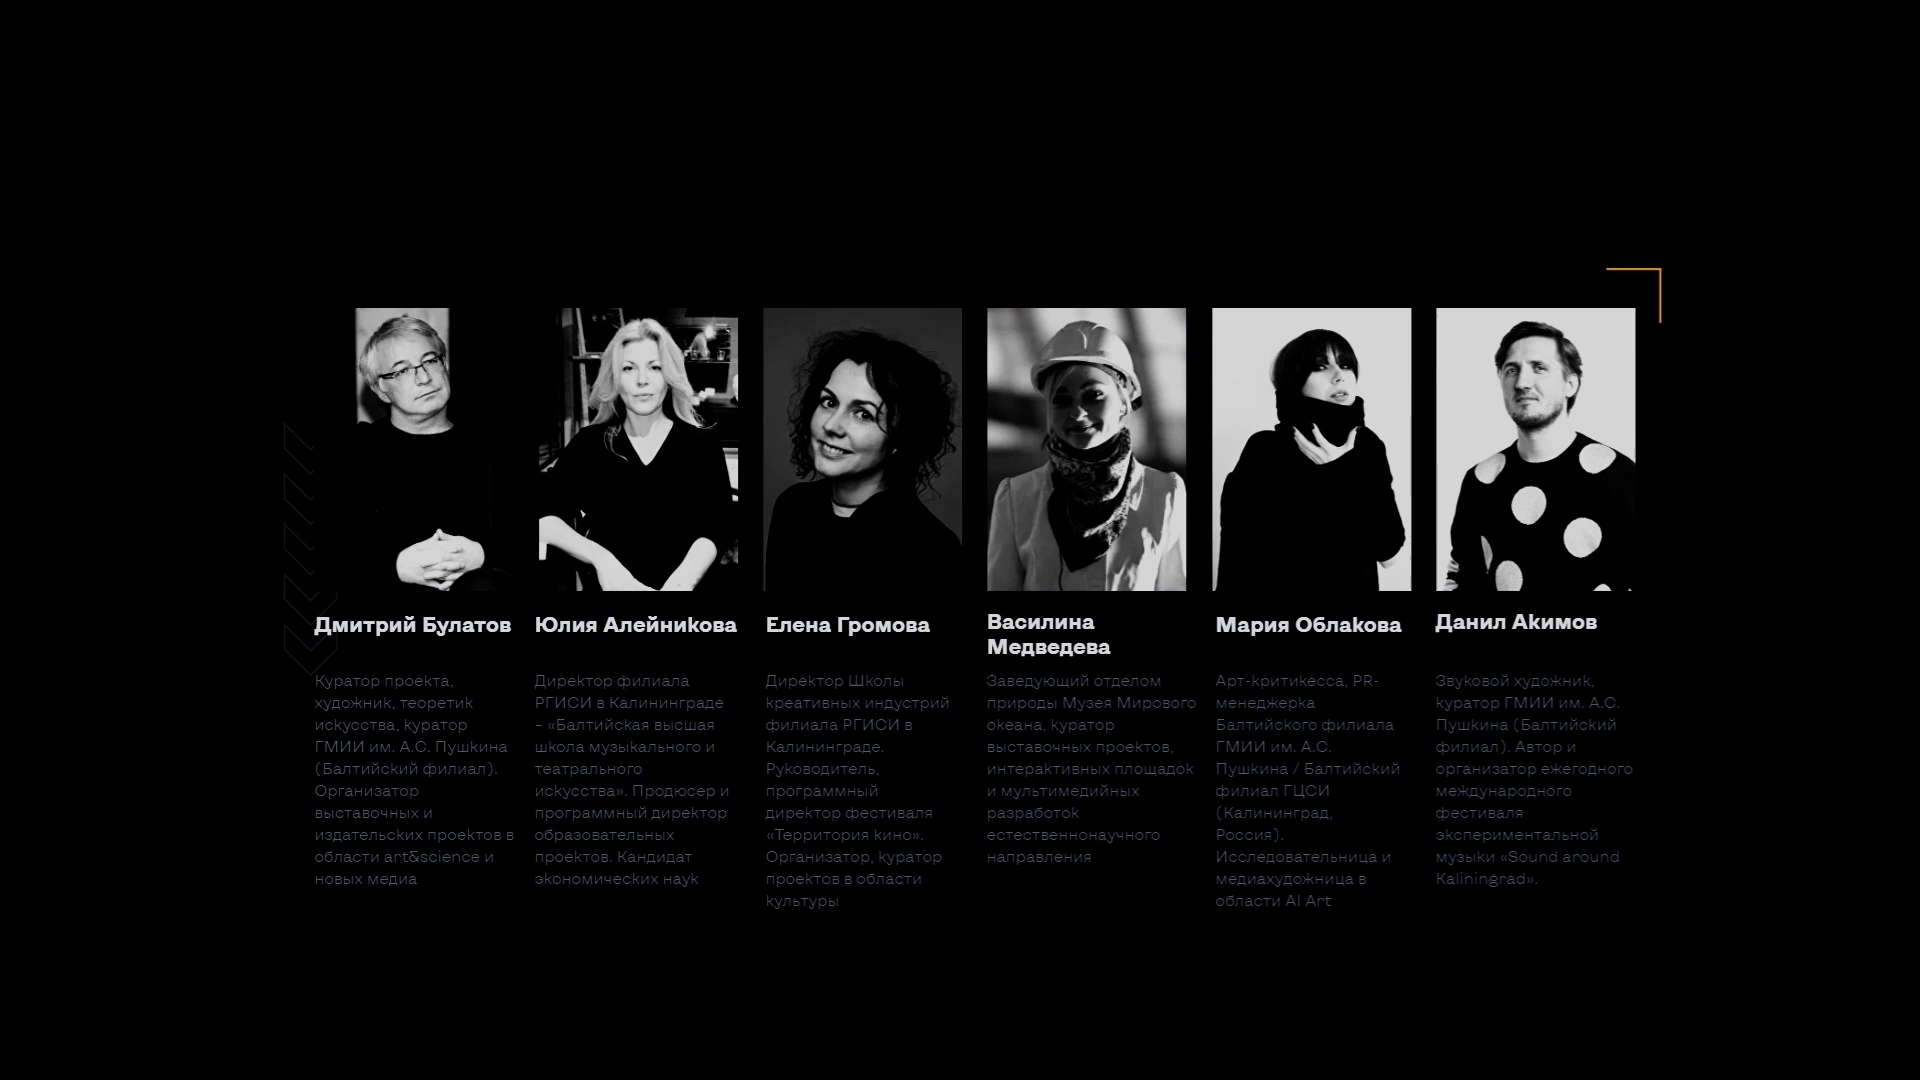 Дмитрий Булатов
Куратор проекта,
художник, теоретик
искусства, куратор
ГМИИ им. А.С. Пушкина
(Балтийский филиал).
Организатор
выставочных и
издательских проектов в
области art&science и
новых медиа
Юлия Алейникова
Директор филиала
РГИСИ в Калининграде
– «Балтийская высшая
школа музыкального и
театрального
искусства». Продюсер и
программный директор
образовательных
проектов. Кандидат
экономических наук
Елена Громова
Директор Школы
креативных индустрий
филиала РГИСИ в
Калининграде.
Руководитель,
программный
директор фестиваля
«Территория кино».
Организатор, куратор
проектов в области
культуры
Василина
Медведева
Заведующий отделом
природы Музея Мирового
океана, куратор
выставочных проектов,
интерактивных площадок
и мультимедийных
разработок
естественнонаучного
направления
Мария Облакова
Арт-критикесса, PR-
менеджерка
Балтийского филиала
ГМИИ им. А.С.
Пушкина / Балтийский
филиал ГЦСИ
(Калининград,
Россия).
Исследовательница и
медиахудожница в
области AI Art
Данил Акимов
Звуковой художник,
куратор ГМИИ им. А.С.
Пушкина (Балтийский
филиал). Автор и
организатор ежегодного
международного
фестиваля
экспериментальной
музыки «Sound around
Kaliningrad».